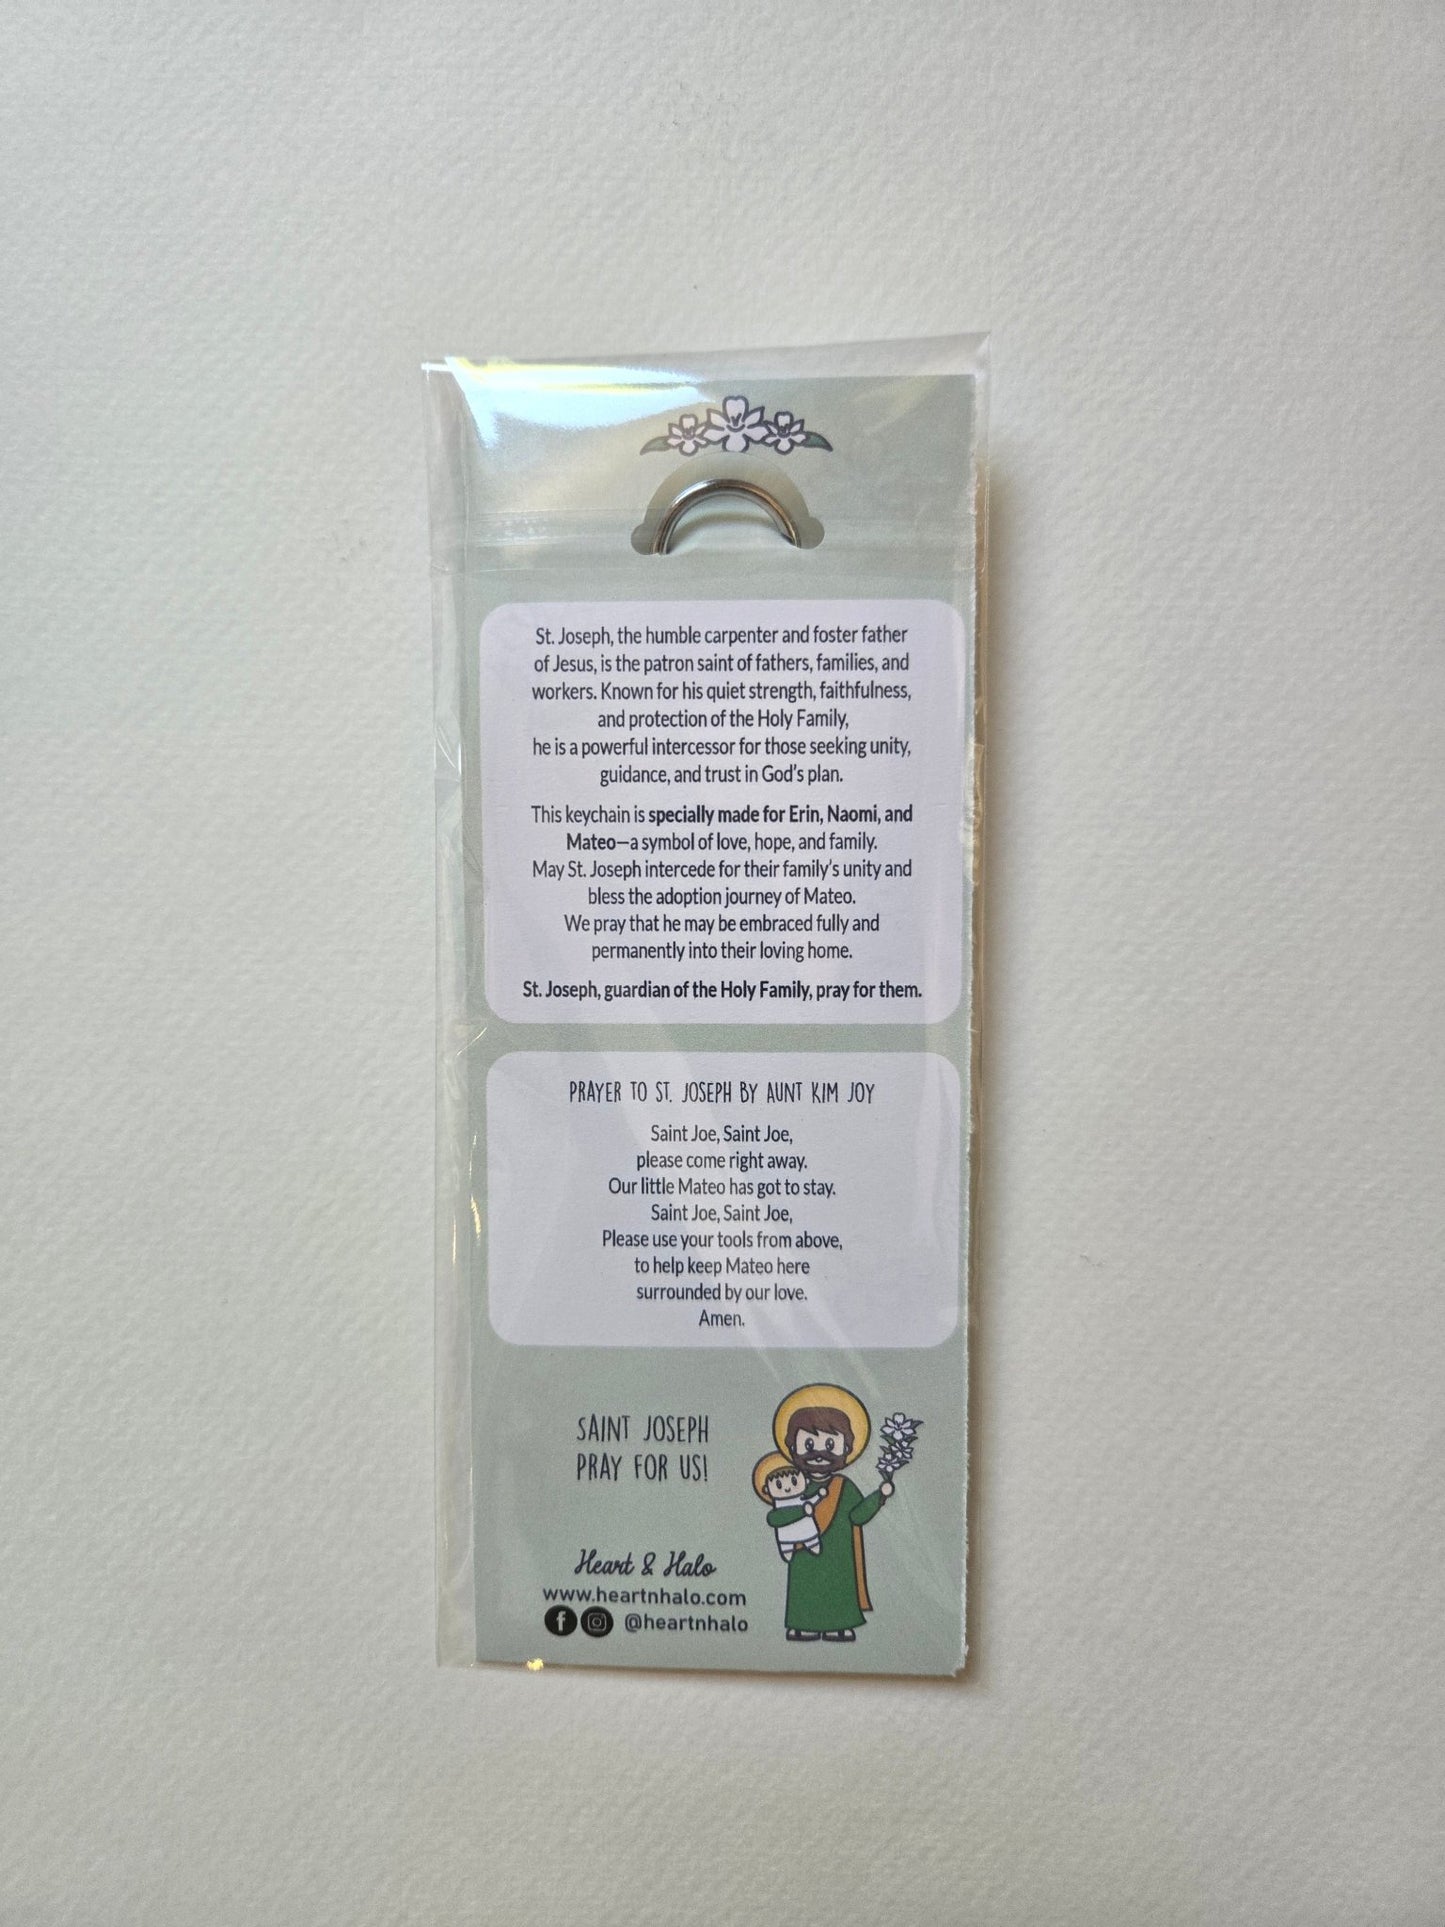 St. Joseph, the humble carpenter and foster father
of Jesus, is the patron saint of fathers, families, and
workers. Known for his quiet strength, faithfulness,
and protection of the Holy Family,
he is a powerful intercessor for those seeking unity,
guidance, and trust in God's plan.
This keychain is specially made for Erin, Naomi, and
Mateo—a symbol of love, hope, and family.
May St. Joseph intercede for their family's unity and
bless the adoption journey of Mateo.
We pray that he may be embraced fully and
permanently into their loving home.
St. Joseph, guardian of the Holy Family, pray for them.
PRAYER TO ST. JOSEPH BY AUNT KIM JOY
Saint Joe, Saint Joe,
please come right away.
Our little Mateo has got to stay.
Saint Joe, Saint Joe,
Please use your tools from above,
to help keep Mateo here
surrounded by our love.
Amen.
SAINT JOSEPH
PRAY FOR US!
Heart & Halo
www.heartnhalo.com
@heartnhalo